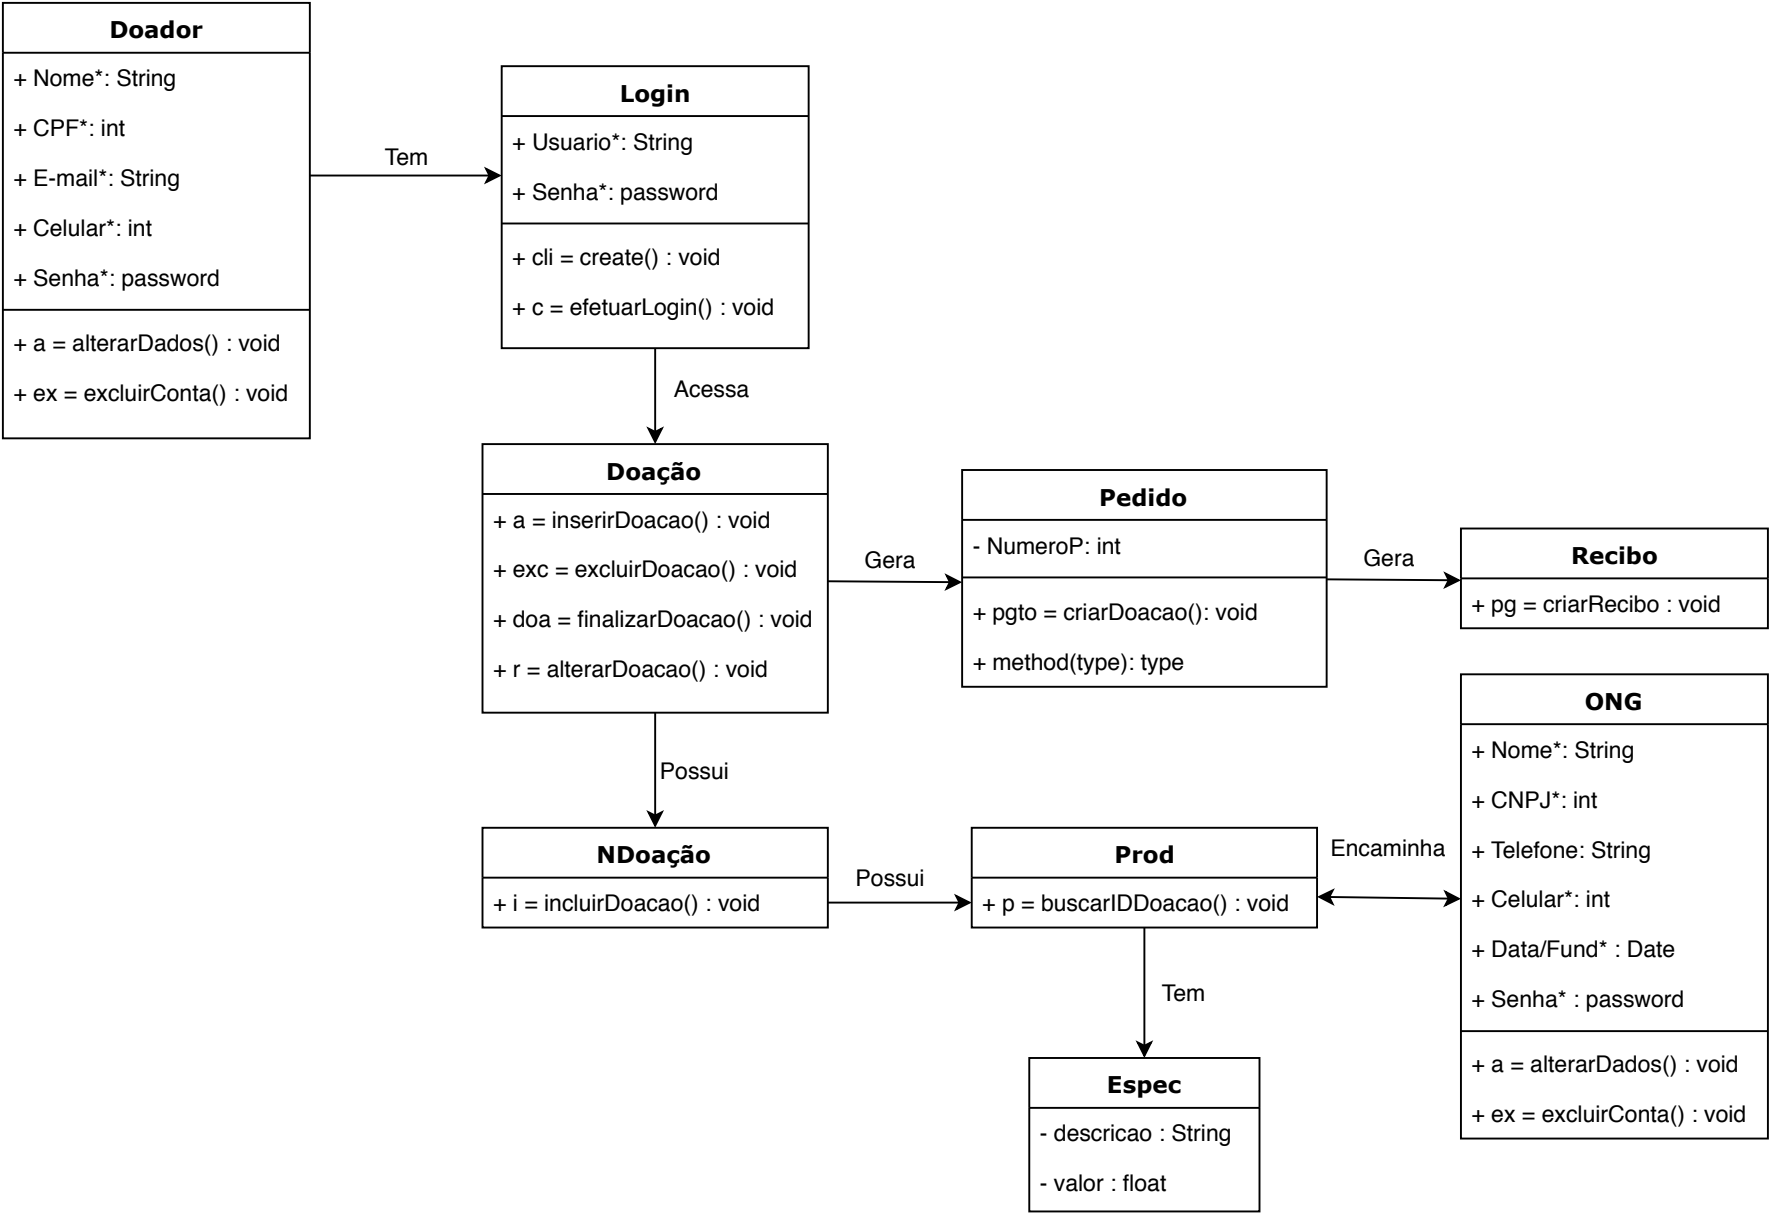 Doador
+ Nome*: String
+ CPF*: int
+ E-mail*: String
+ Celular*: int
+ Senha*: password
+ a = alterarDados() : void
+ ex = excluirConta() : void
Tem
Login
+ Usuario*: String
+ Senha*: password
+ cli = create() : void
+ c = efetuarLogin() : void
Acessa
Doação
+ a = inserirDoacao() : void
+ exc = excluirDoacao() : void
+ doa = finalizarDoacao() : void
+ r = alterarDoacao() : void
Gera
Pedido
- NumeroP: int
+ pgto = criarDoacao(): void
+ method(type): type
Gera
Recibo
+ pg = criarRecibo : void
Possui
NDoação
+ i = incluirDoacao() : void
Possui
Prod
+ p = buscarIDDoacao() : void
Encaminha
ONG
+ Nome*: String
+ CNPJ*: int
+ Telefone: String
+ Celular*: int
+ Data/Fund* : Date
+ Senha* : password
+ a = alterarDados() : void
+ ex = excluirConta() : void
Tem
Espec
- descricao : String
- valor : float